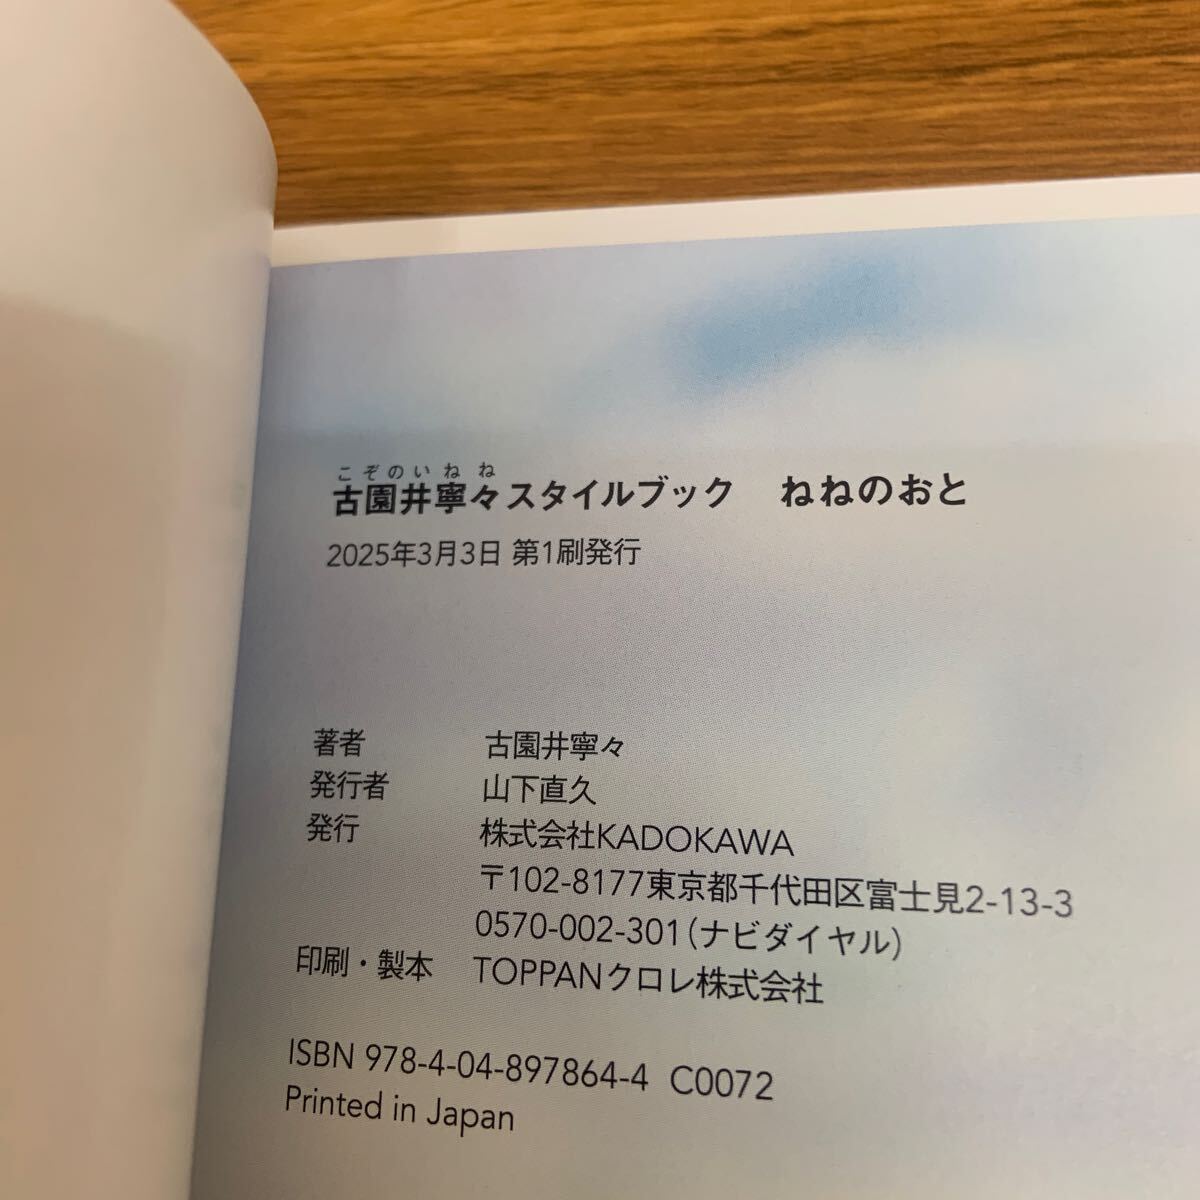 こぞのいねね
古園井寧々スタイルブック　ねねのおと
2025年3月3日 第1刷発行
著者　古園井寧々
発行者　山下直久
発行　株式会社KADOKAWA
〒102-8177東京都千代田区富士見2-13-3
0570-002-301(ナビダイヤル)
印刷・製本　TOPPANクロレ株式会社
ISBN 978-4-04-897864-4 C0072
Printed in Japan